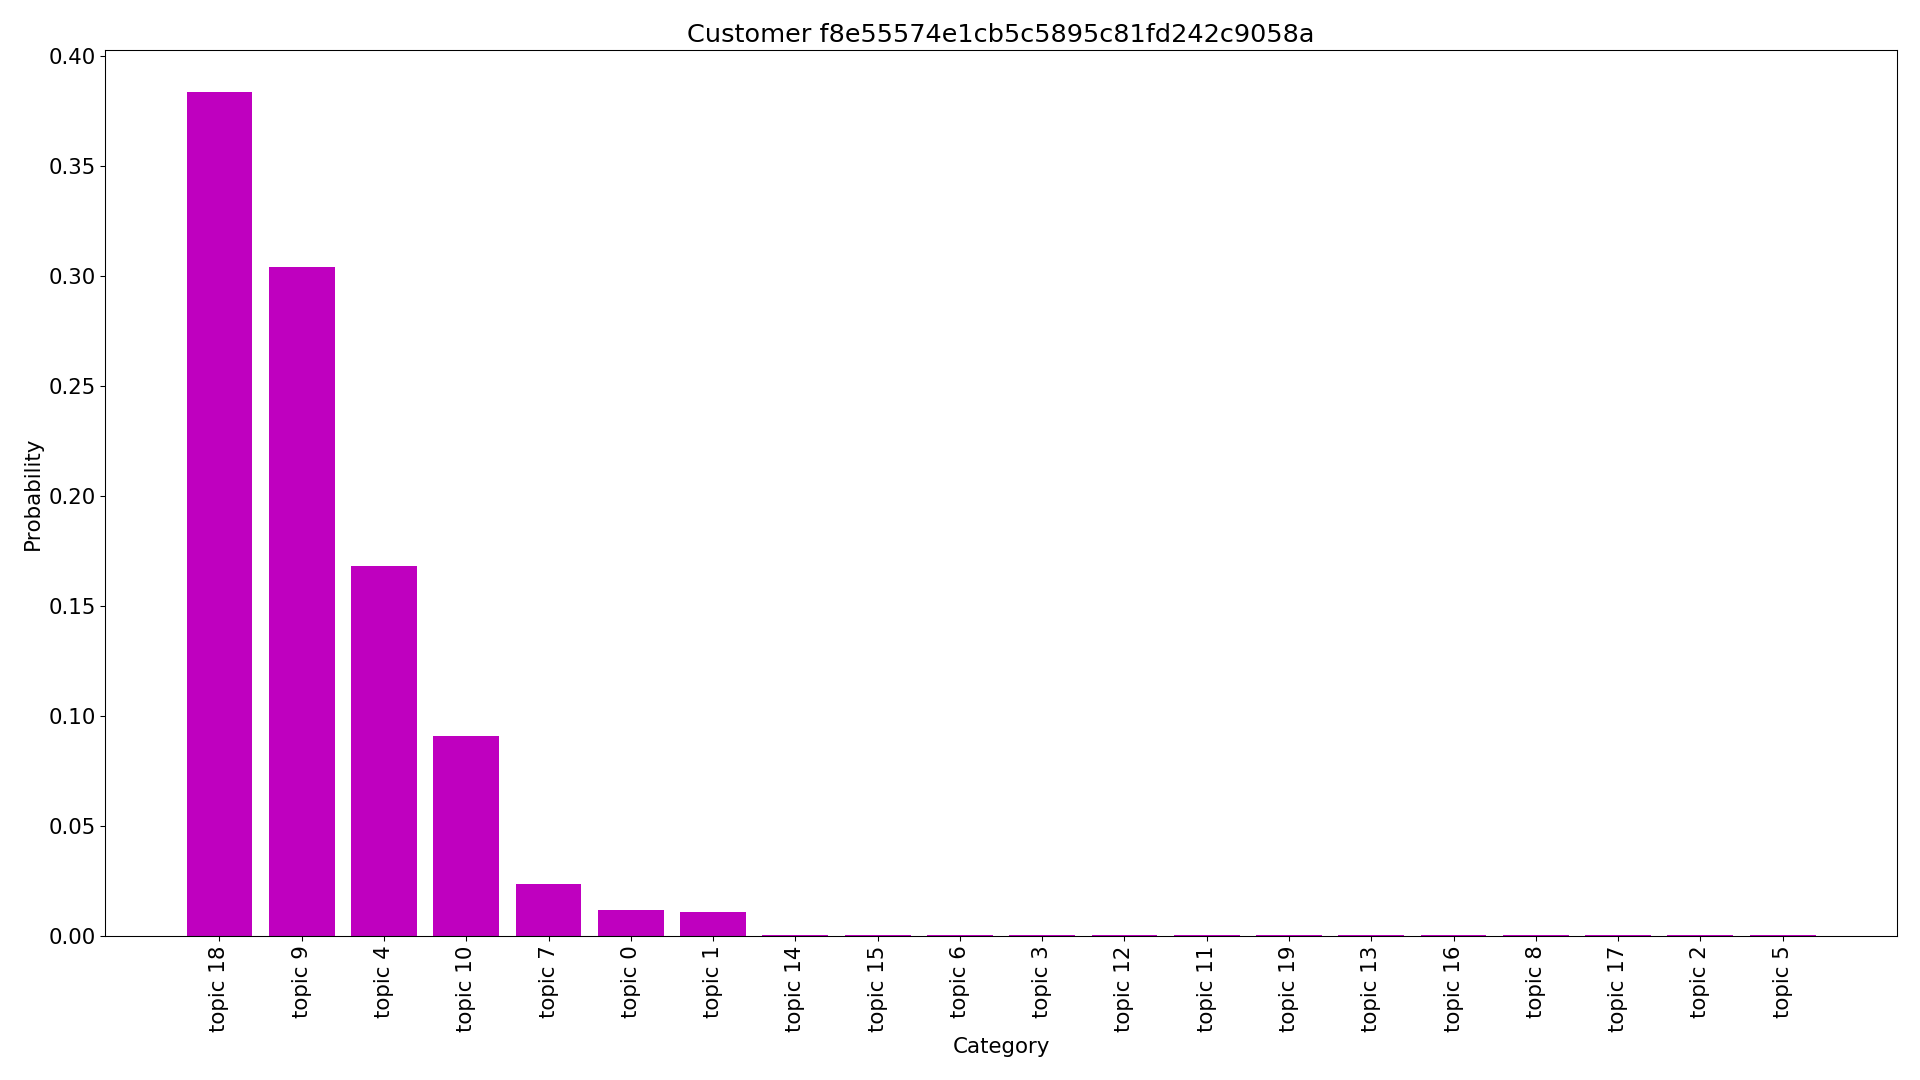 Customer f8e55574e1cb5c5895c81fd242c9058a
0.40
0.35
0.30
0.25
0.20
0.15
0.10
0.05
0.00
Probability
topic 18
topic 9
topic 4
topic 10
topic 7
topic 0
topic 1
topic 14
topic 15
topic 6
topic 3
topic 12
topic 11
topic 19
topic 13
topic 16
topic 8
topic 17
topic 2
topic 5
Category